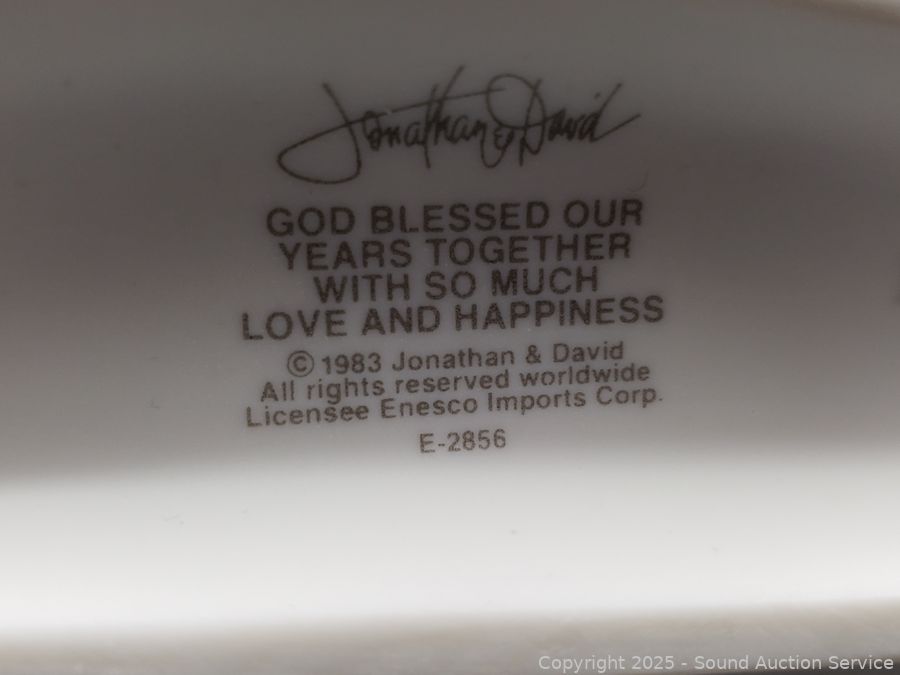 Jonathan & David
GOD BLESSED OUR
YEARS TOGETHER
WITH SO MUCH
LOVE AND HAPPINESS
© 1983 Jonathan & David
All rights reserved worldwide
Licensee Enesco Imports Corp.
E-2856
Copyright 2025 - Sound Auction Service